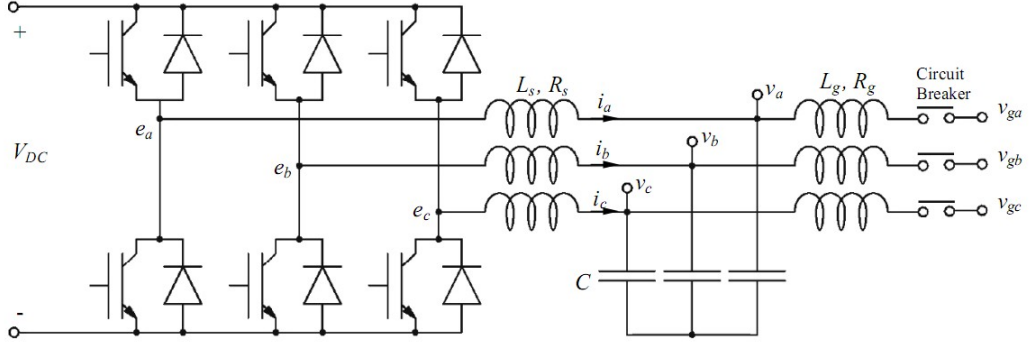 +
V_DC
-
e_a
e_b
e_c
L_s, R_s
i_a
i_b
i_c
v_a
v_b
v_c
C
L_g, R_g
Circuit
Breaker
v_ga
v_gb
v_gc